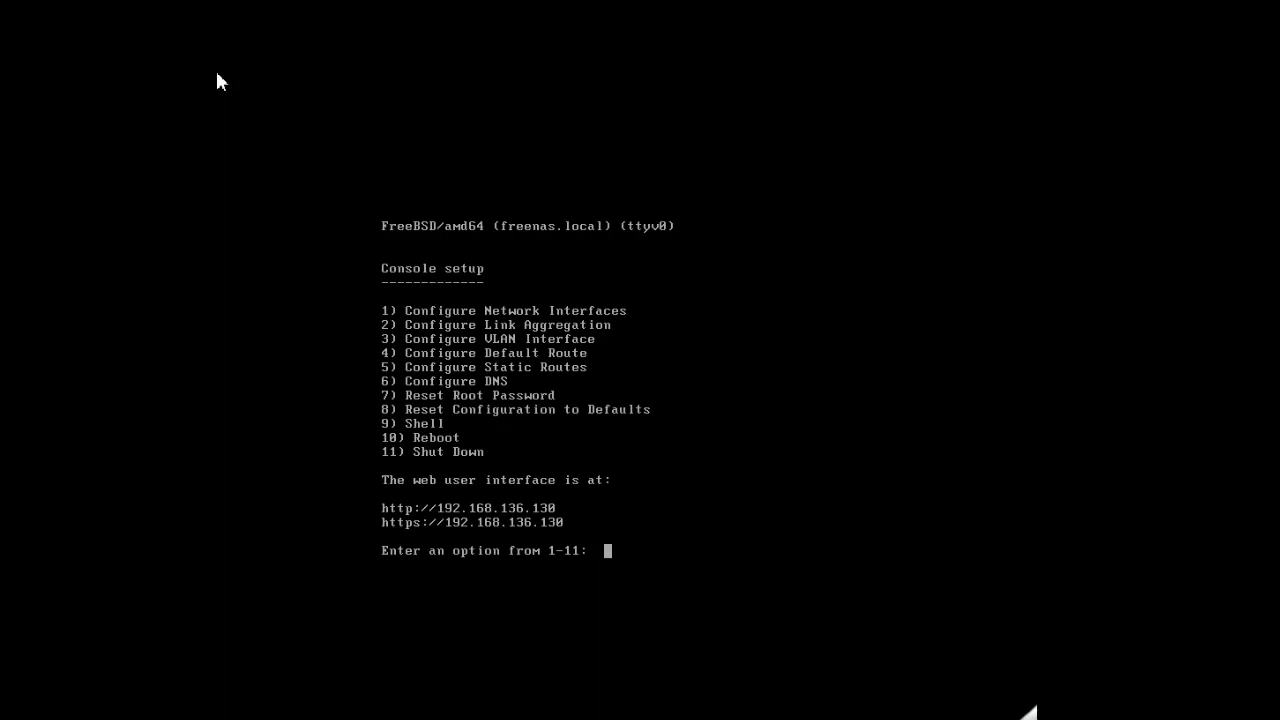 FreeBSD/amd64 (freenas.local) (ttyv0)
Console setup
-------------
1) Configure Network Interfaces
2) Configure Link Aggregation
3) Configure VLAN Interface
4) Configure Default Route
5) Configure Static Routes
6) Configure DNS
7) Reset Root Password
8) Reset Configuration to Defaults
9) Shell
10) Reboot
11) Shut Down
The web user interface is at:
http://192.168.136.130
https://192.168.136.130
Enter an option from 1-11: